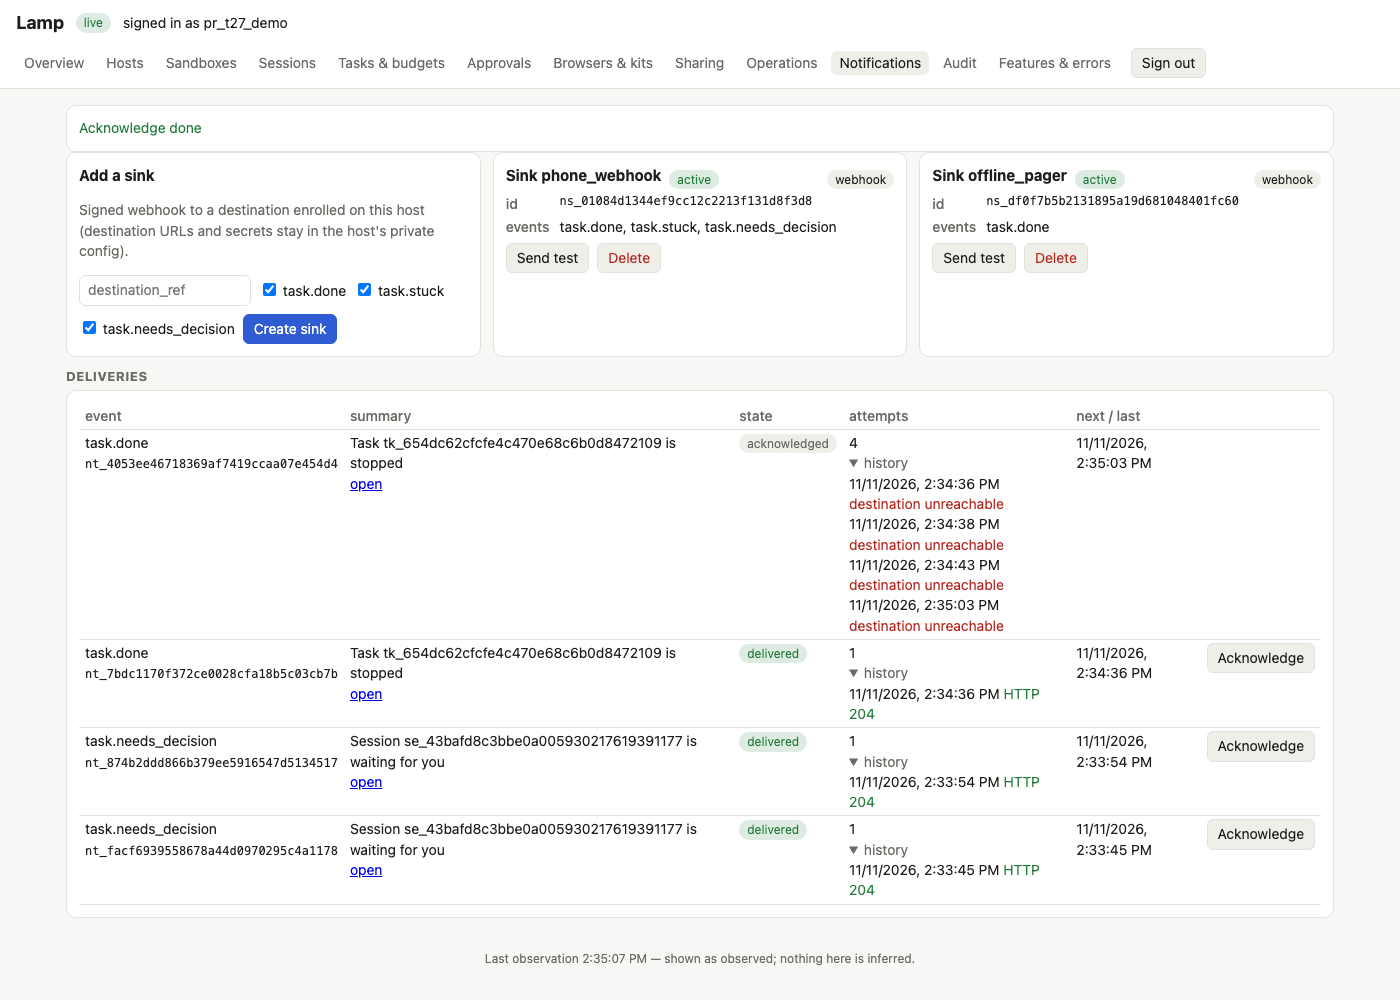 Lamp live signed in as pr_t27_demo
Overview Hosts Sandboxes Sessions Tasks & budgets Approvals Browsers & kits Sharing Operations Notifications Audit Features & errors Sign out
Acknowledge done
Add a sink
Signed webhook to a destination enrolled on this host
(destination URLs and secrets stay in the host's private
config).
destination_ref task.done task.stuck
task.needs_decision Create sink
Sink phone_webhook active webhook
id ns_01084d1344ef9cc12c2213f131d8f3d8
events task.done, task.stuck, task.needs_decision
Send test Delete
Sink offline_pager active webhook
id ns_df0f7b5b2131895a19d681048401fc60
events task.done
Send test Delete
DELIVERIES
event summary state attempts next / last
task.done Task tk_654dc62cfcfe4c470e68c6b0d8472109 is acknowledged 4 11/11/2026,
nt_4053ee46718369af7419ccaa07e454d4 stopped ▼ history 2:35:03 PM
open 11/11/2026, 2:34:36 PM
destination unreachable
11/11/2026, 2:34:38 PM
destination unreachable
11/11/2026, 2:34:43 PM
destination unreachable
11/11/2026, 2:35:03 PM
destination unreachable
task.done Task tk_654dc62cfcfe4c470e68c6b0d8472109 is delivered 1 11/11/2026, Acknowledge
nt_7bdc1170f372ce0028cfa18b5c03cb7b stopped ▼ history 2:34:36 PM
open 11/11/2026, 2:34:36 PM HTTP
204
task.needs_decision Session se_43bafd8c3bbe0a005930217619391177 is delivered 1 11/11/2026, Acknowledge
nt_874b2ddd866b379ee5916547d5134517 waiting for you ▼ history 2:33:54 PM
open 11/11/2026, 2:33:54 PM HTTP
204
task.needs_decision Session se_43bafd8c3bbe0a005930217619391177 is delivered 1 11/11/2026, Acknowledge
nt_facf6939558678a44d0970295c4a1178 waiting for you ▼ history 2:33:45 PM
open 11/11/2026, 2:33:45 PM HTTP
204
Last observation 2:35:07 PM — shown as observed; nothing here is inferred.